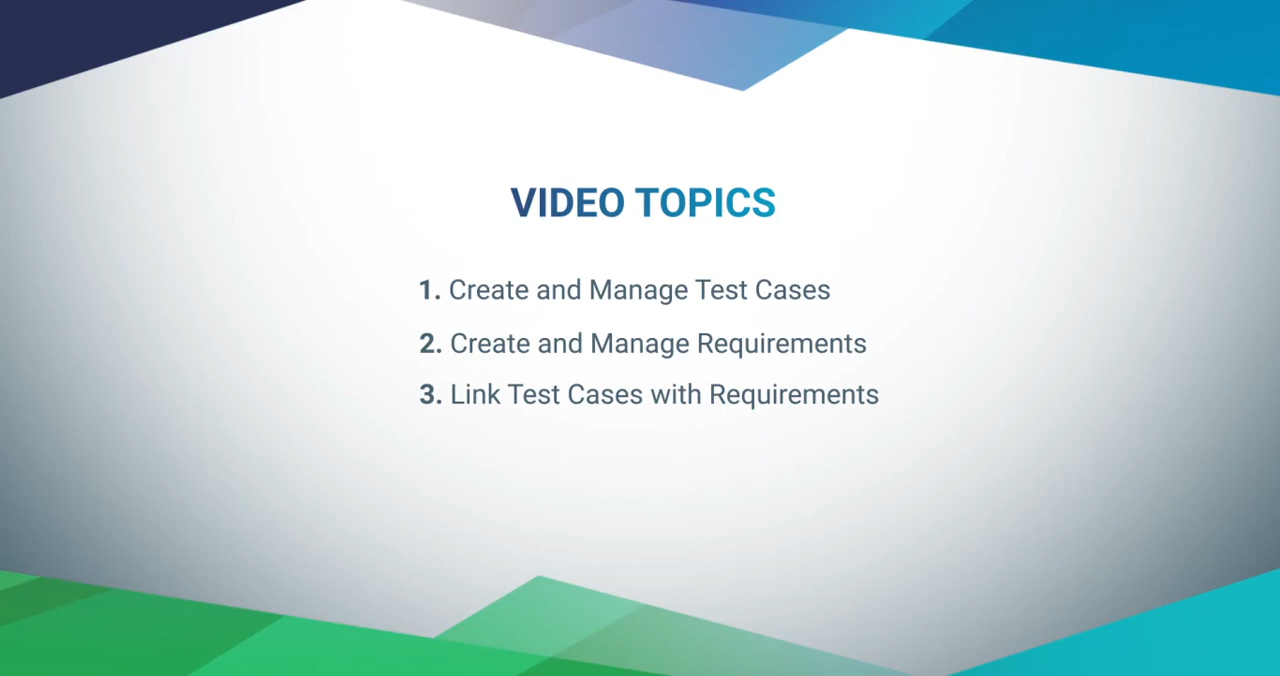 VIDEO TOPICS
1. Create and Manage Test Cases
2. Create and Manage Requirements
3. Link Test Cases with Requirements